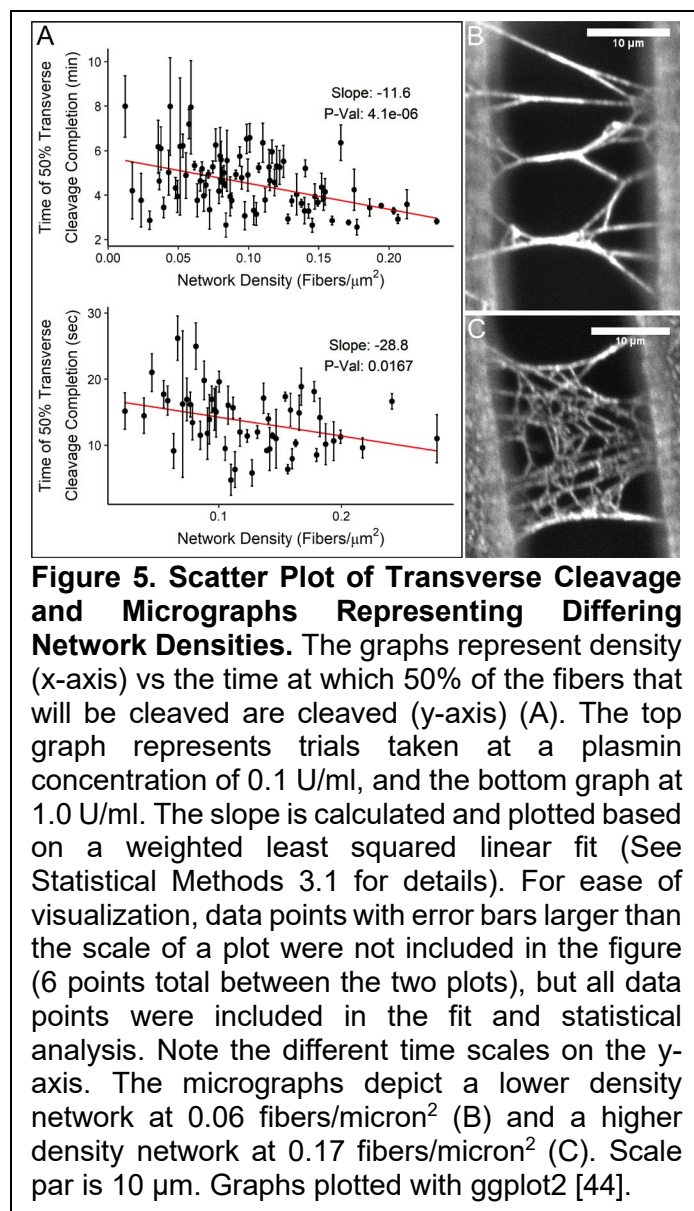 A
Time of 50% Transverse
Cleavage Completion (min)
10
8
6
4
2
Slope: -11.6
P-Val: 4.1e-06
0.00 0.05 0.10 0.15 0.20
Network Density (Fibers/μm²)
Time of 50% Transverse
Cleavage Completion (sec)
30
20
10
Slope: -28.8
P-Val: 0.0167
0.1 0.2
Network Density (Fibers/μm²)
B
10 μm
C
10 μm
Figure 5. Scatter Plot of Transverse Cleavage
and Micrographs Representing Differing
Network Densities. The graphs represent density
(x-axis) vs the time at which 50% of the fibers that
will be cleaved are cleaved (y-axis) (A). The top
graph represents trials taken at a plasmin
concentration of 0.1 U/ml, and the bottom graph at
1.0 U/ml. The slope is calculated and plotted based
on a weighted least squared linear fit (See
Statistical Methods 3.1 for details). For ease of
visualization, data points with error bars larger than
the scale of a plot were not included in the figure
(6 points total between the two plots), but all data
points were included in the fit and statistical
analysis. Note the different time scales on the y-
axis. The micrographs depict a lower density
network at 0.06 fibers/micron² (B) and a higher
density network at 0.17 fibers/micron² (C). Scale
par is 10 μm. Graphs plotted with ggplot2 [44].